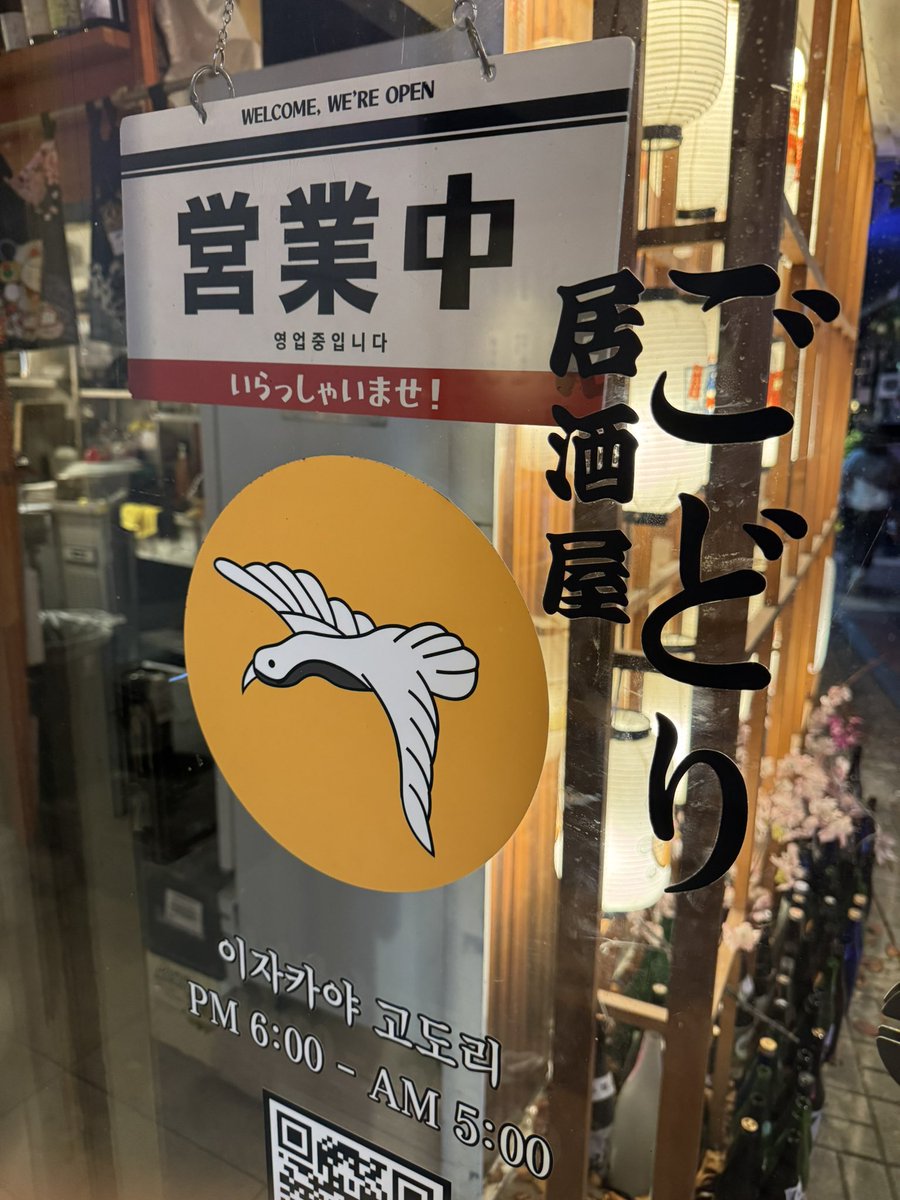 WELCOME, WE'RE OPEN
営業中
영업중입니다
いらっしゃいませ!
ごどり
居酒屋
이자카야 고도리
PM 6:00 - AM 5:00